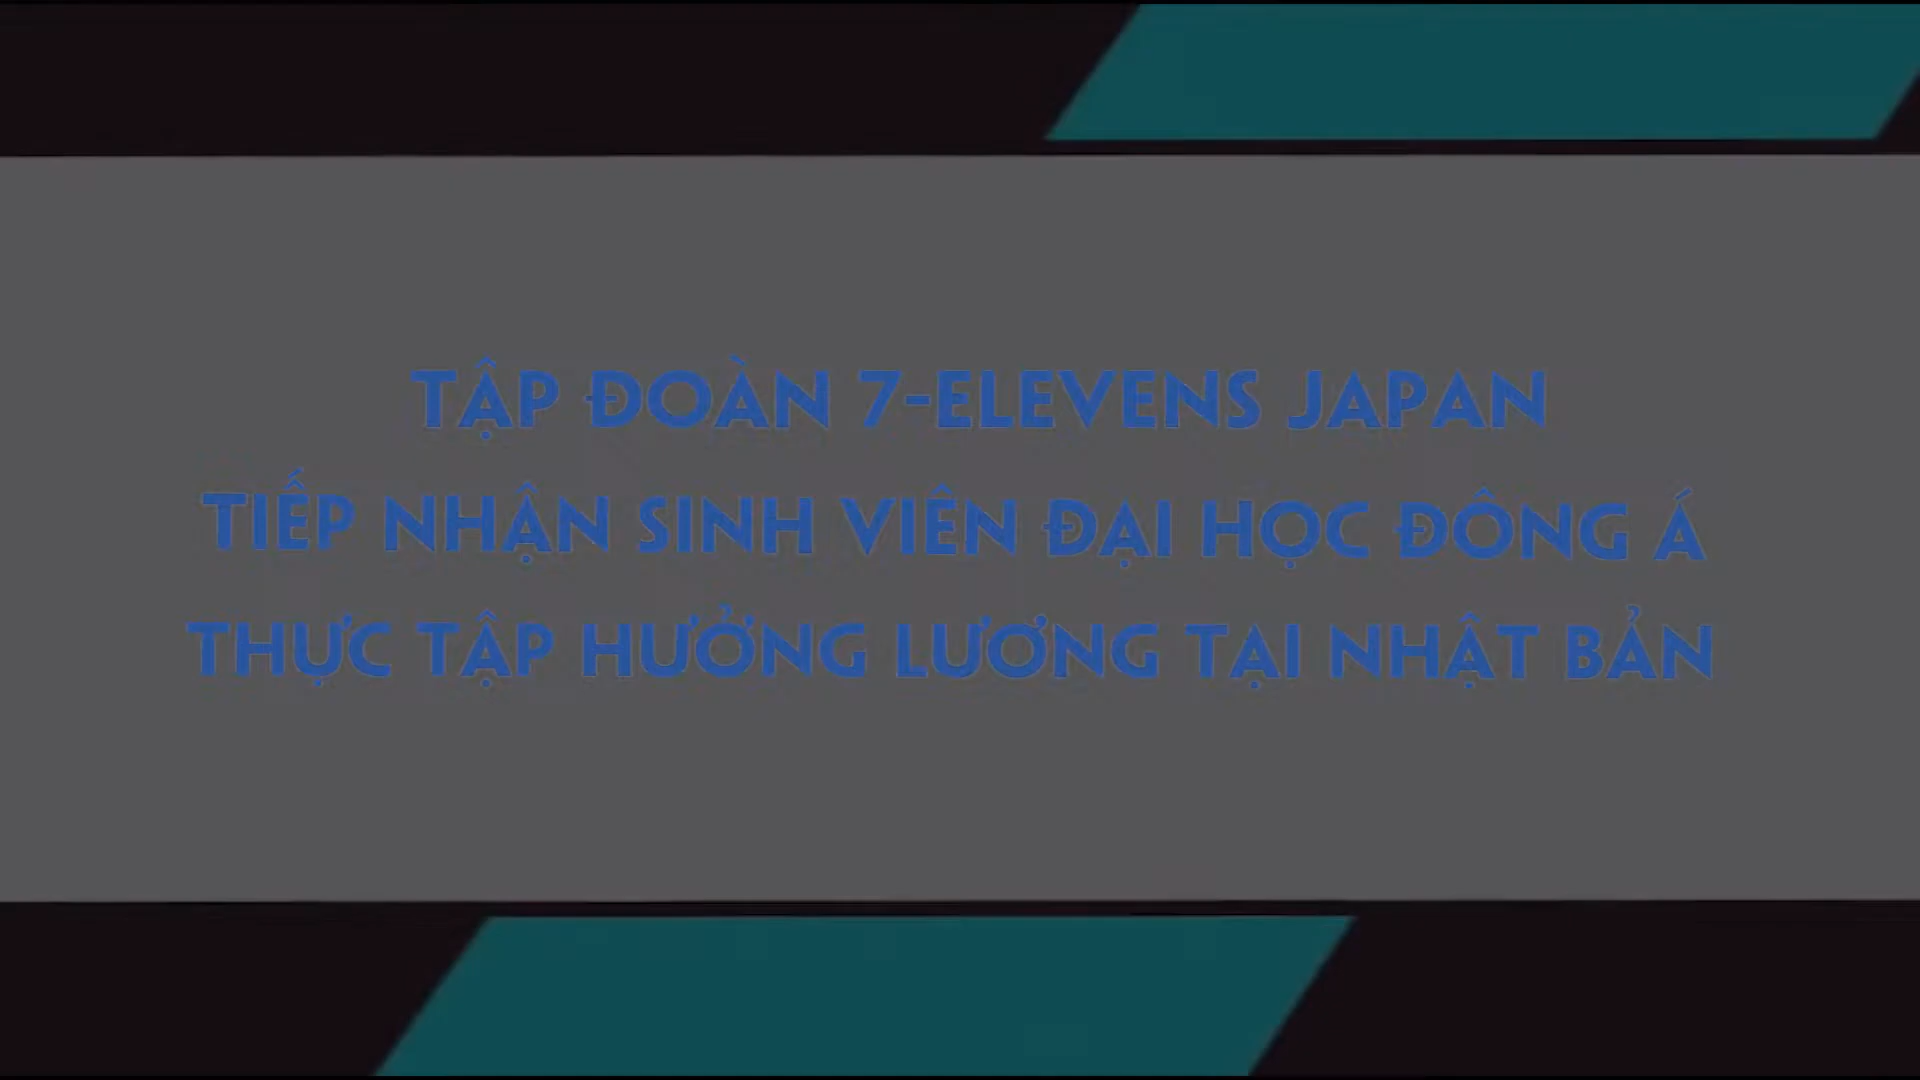 TẬP ĐOÀN 7-ELEVENS JAPAN
TIẾP NHẬN SINH VIÊN ĐẠI HỌC ĐÔNG Á
THỰC TẬP HƯỞNG LƯƠNG TẠI NHẬT BẢN